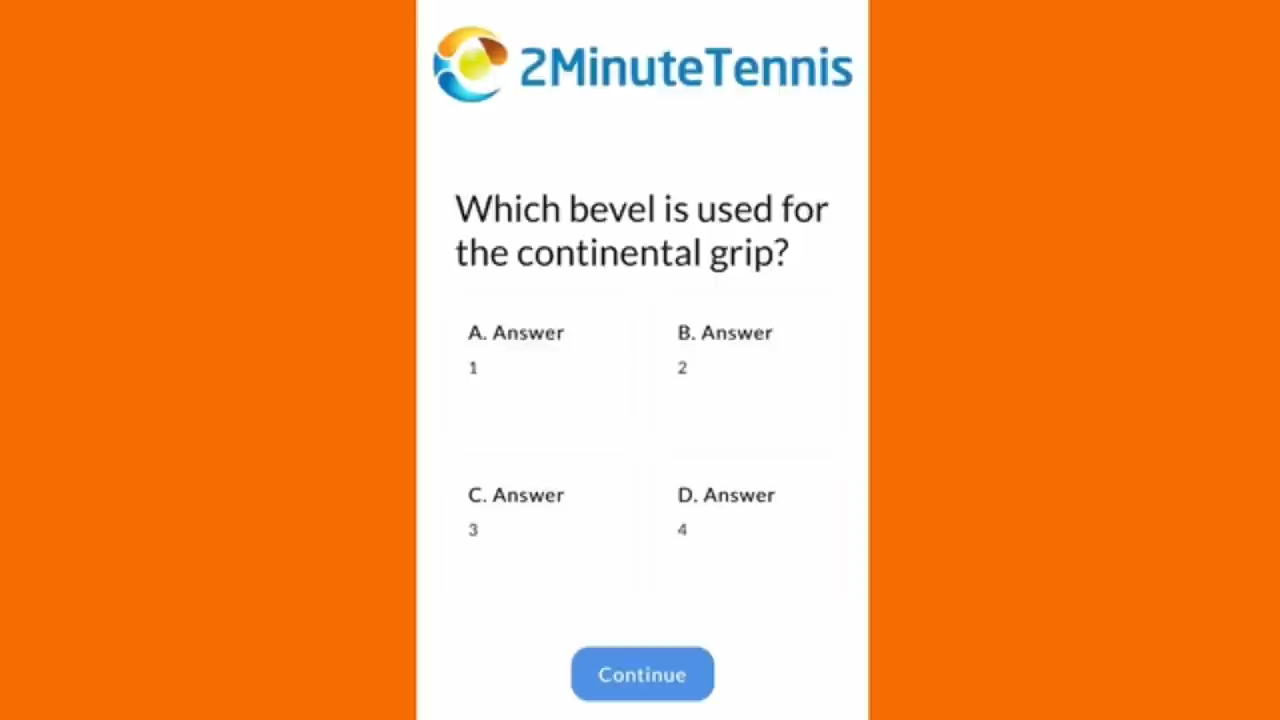 2MinuteTennis
Which bevel is used for
the continental grip?
A. Answer
1
B. Answer
2
C. Answer
3
D. Answer
4
Continue